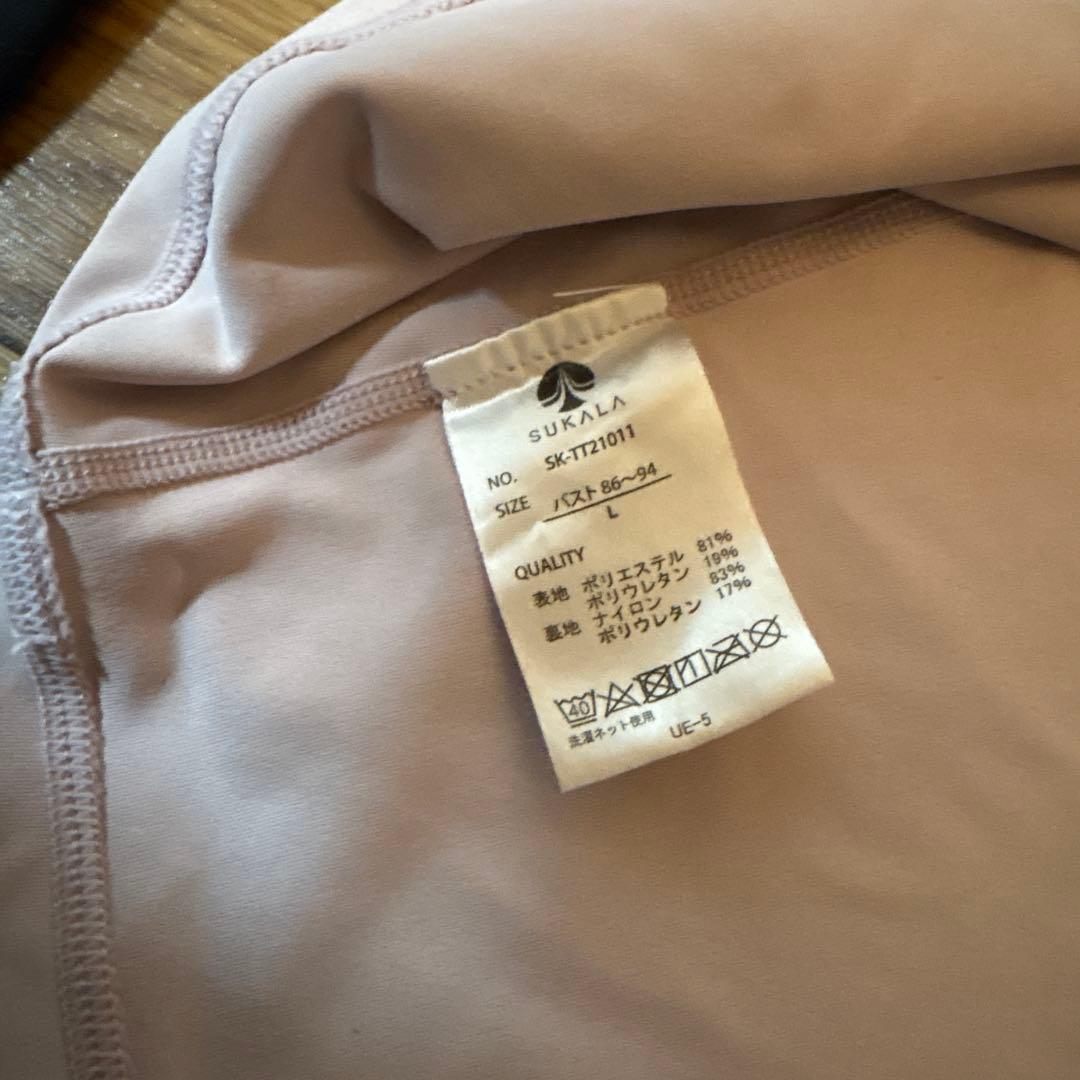 SUKALA
NO. SK-TT21011
SIZE バスト 86～94
L
QUALITY
表地 ポリエステル 81%
ポリウレタン 19%
裏地 ナイロン 83%
ポリウレタン 17%
40
洗濯ネット使用
UE-5